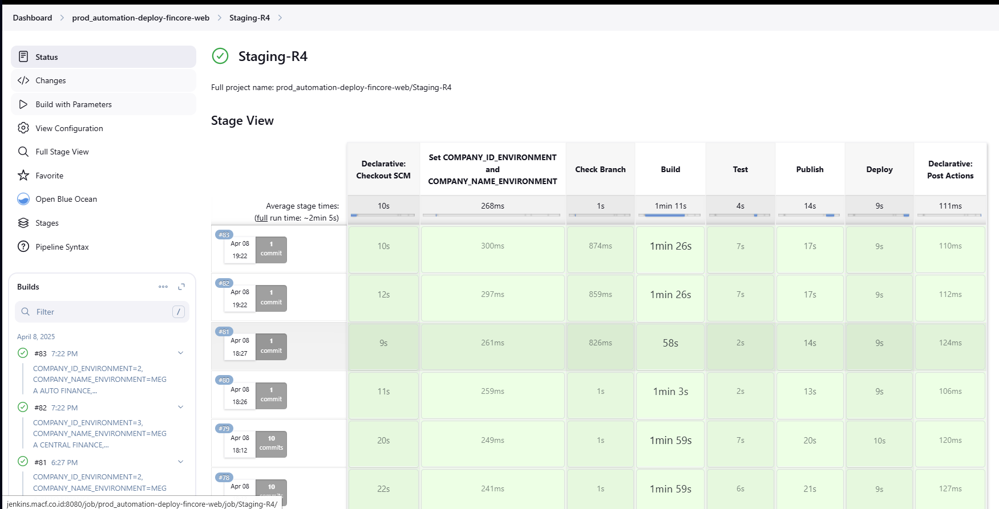 Dashboard
prod_automation-deploy-fincore-web
Staging-R4
Status
Changes
Build with Parameters
View Configuration
Full Stage View
Favorite
Open Blue Ocean
Stages
Pipeline Syntax
Builds
Filter
/
April 8, 2025
#83 7:22 PM
COMPANY_ID_ENVIRONMENT=2,
COMPANY_NAME_ENVIRONMENT=MEG
A AUTO FINANCE,...
#82 7:22 PM
COMPANY_ID_ENVIRONMENT=3,
COMPANY_NAME_ENVIRONMENT=MEG
A CENTRAL FINANCE,...
#81 6:27 PM
COMPANY_ID_ENVIRONMENT=2,
COMPANY_NAME_ENVIRONMENT=MEG
jenkins.macf.co.id:8080/job/prod_automation-deploy-fincore-web/job/Staging-R4/
Staging-R4
Full project name: prod_automation-deploy-fincore-web/Staging-R4
Stage View
Declarative:
Checkout SCM
Set COMPANY_ID_ENVIRONMENT
and
COMPANY_NAME_ENVIRONMENT
Check Branch
Build
Test
Publish
Deploy
Declarative:
Post Actions
Average stage times:
(full run time: ~2min 5s)
10s 268ms 1s 1min 11s 4s 14s 9s 111ms
#83
Apr 08
19:22
1
commit
10s 300ms 874ms 1min 26s 7s 17s 9s 110ms
#82
Apr 08
19:22
1
commit
12s 297ms 859ms 1min 26s 7s 17s 9s 112ms
#81
Apr 08
18:27
1
commit
9s 261ms 826ms 58s 2s 14s 9s 124ms
#80
Apr 08
18:26
1
commit
11s 259ms 1s 1min 3s 2s 13s 9s 106ms
#79
Apr 08
18:12
10
commits
20s 249ms 1s 1min 59s 7s 20s 10s 120ms
#78
Apr 08
10
commits
22s 241ms 1s 1min 59s 6s 21s 9s 127ms